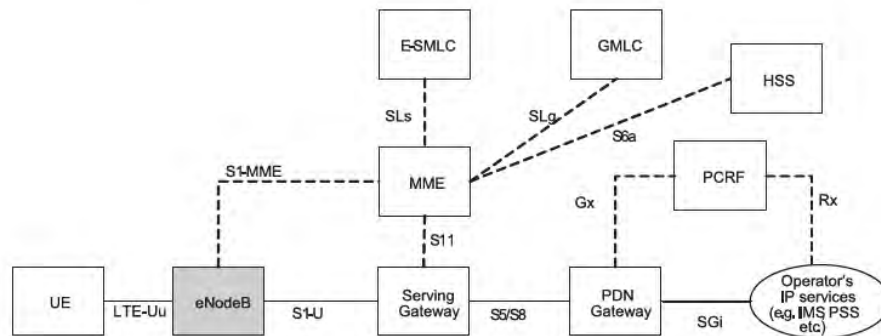 E-SMLC
GMLC
HSS
SLs
SLg
S6a
S1-MME
MME
PCRF
Gx
Rx
S11
UE
LTE-Uu
eNodeB
S1-U
Serving
Gateway
S5/S8
PDN
Gateway
SGi
Operator's
IP services
(e.g. IMS PSS
etc)